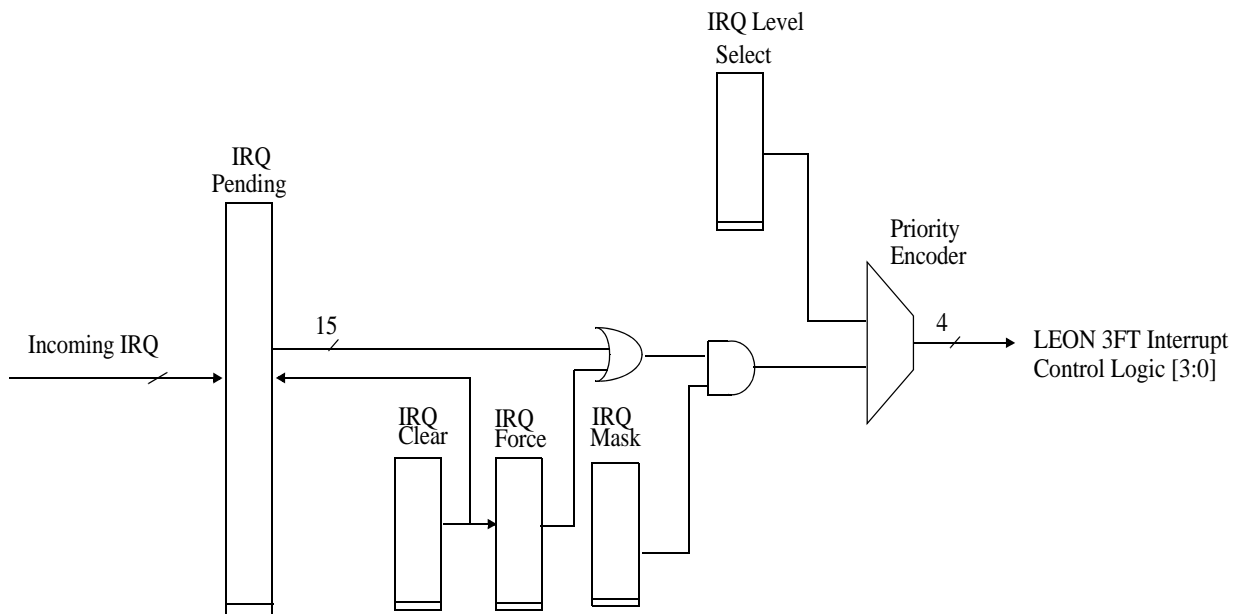 IRQ Level
Select
IRQ
Pending
Priority
Encoder
15
4
Incoming IRQ
LEON 3FT Interrupt
Control Logic [3:0]
IRQ
Clear
IRQ
Force
IRQ
Mask